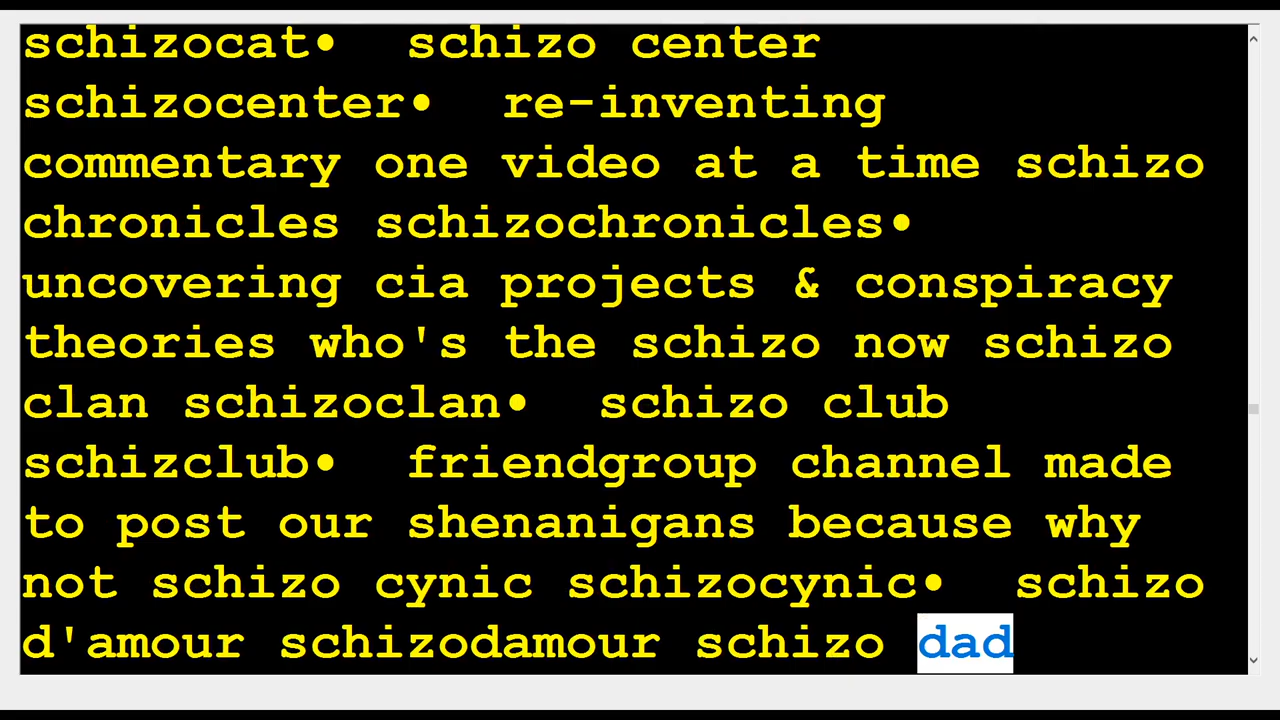 schizocat•  schizo center
schizocenter•  re-inventing
commentary one video at a time schizo
chronicles schizochronicles•
uncovering cia projects & conspiracy
theories who's the schizo now schizo
clan schizoclan•  schizo club
schizclub•  friendgroup channel made
to post our shenanigans because why
not schizo cynic schizocynic•  schizo
d'amour schizodamour schizo dad